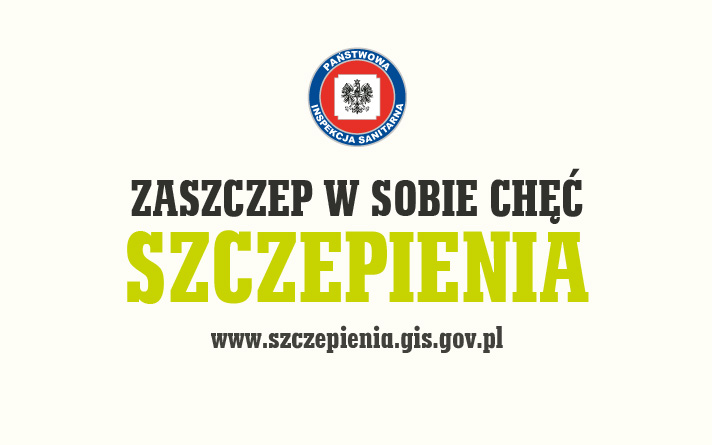 PAŃSTWOWA
INSPEKCJA SANITARNA
ZASZCZEP W SOBIE CHĘĆ
SZCZEPIENIA
www.szczepienia.gis.gov.pl